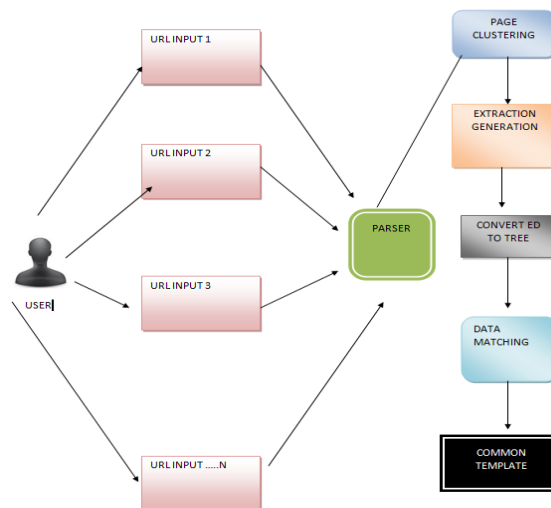 URL INPUT 1
URL INPUT 2
URL INPUT 3
URL INPUT .....N
USER
PARSER
PAGE
CLUSTERING
EXTRACTION
GENERATION
CONVERT ED
TO TREE
DATA
MATCHING
COMMON
TEMPLATE